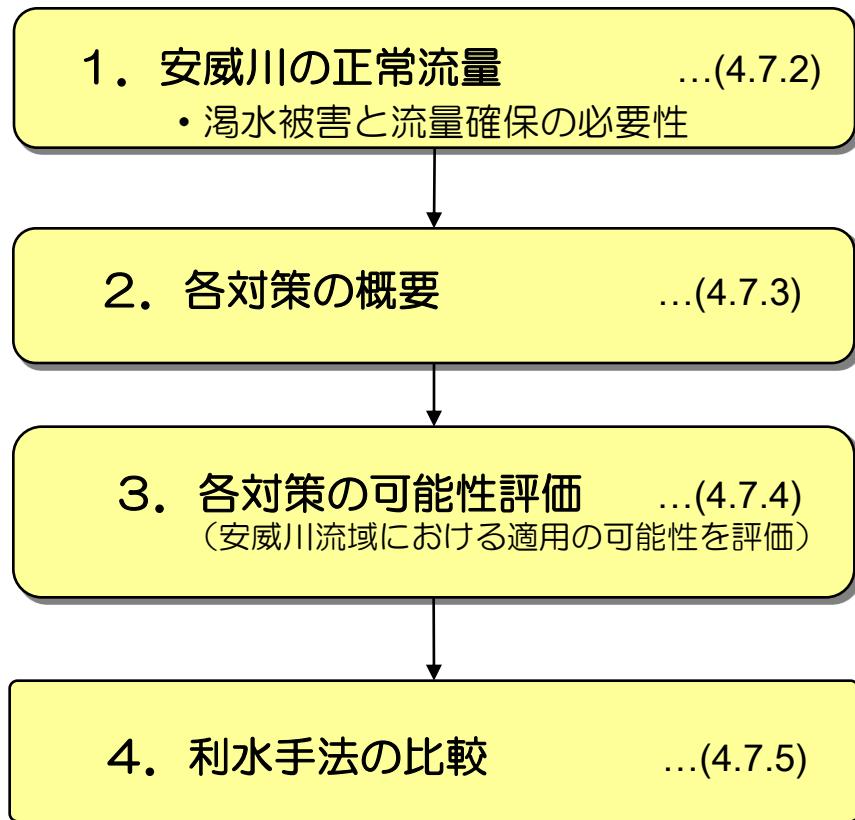 １．安威川の正常流量 …(4.7.2)
・渇水被害と流量確保の必要性
２．各対策の概要 …(4.7.3)
３．各対策の可能性評価 …(4.7.4)
（安威川流域における適用の可能性を評価）
４．利水手法の比較 …(4.7.5)